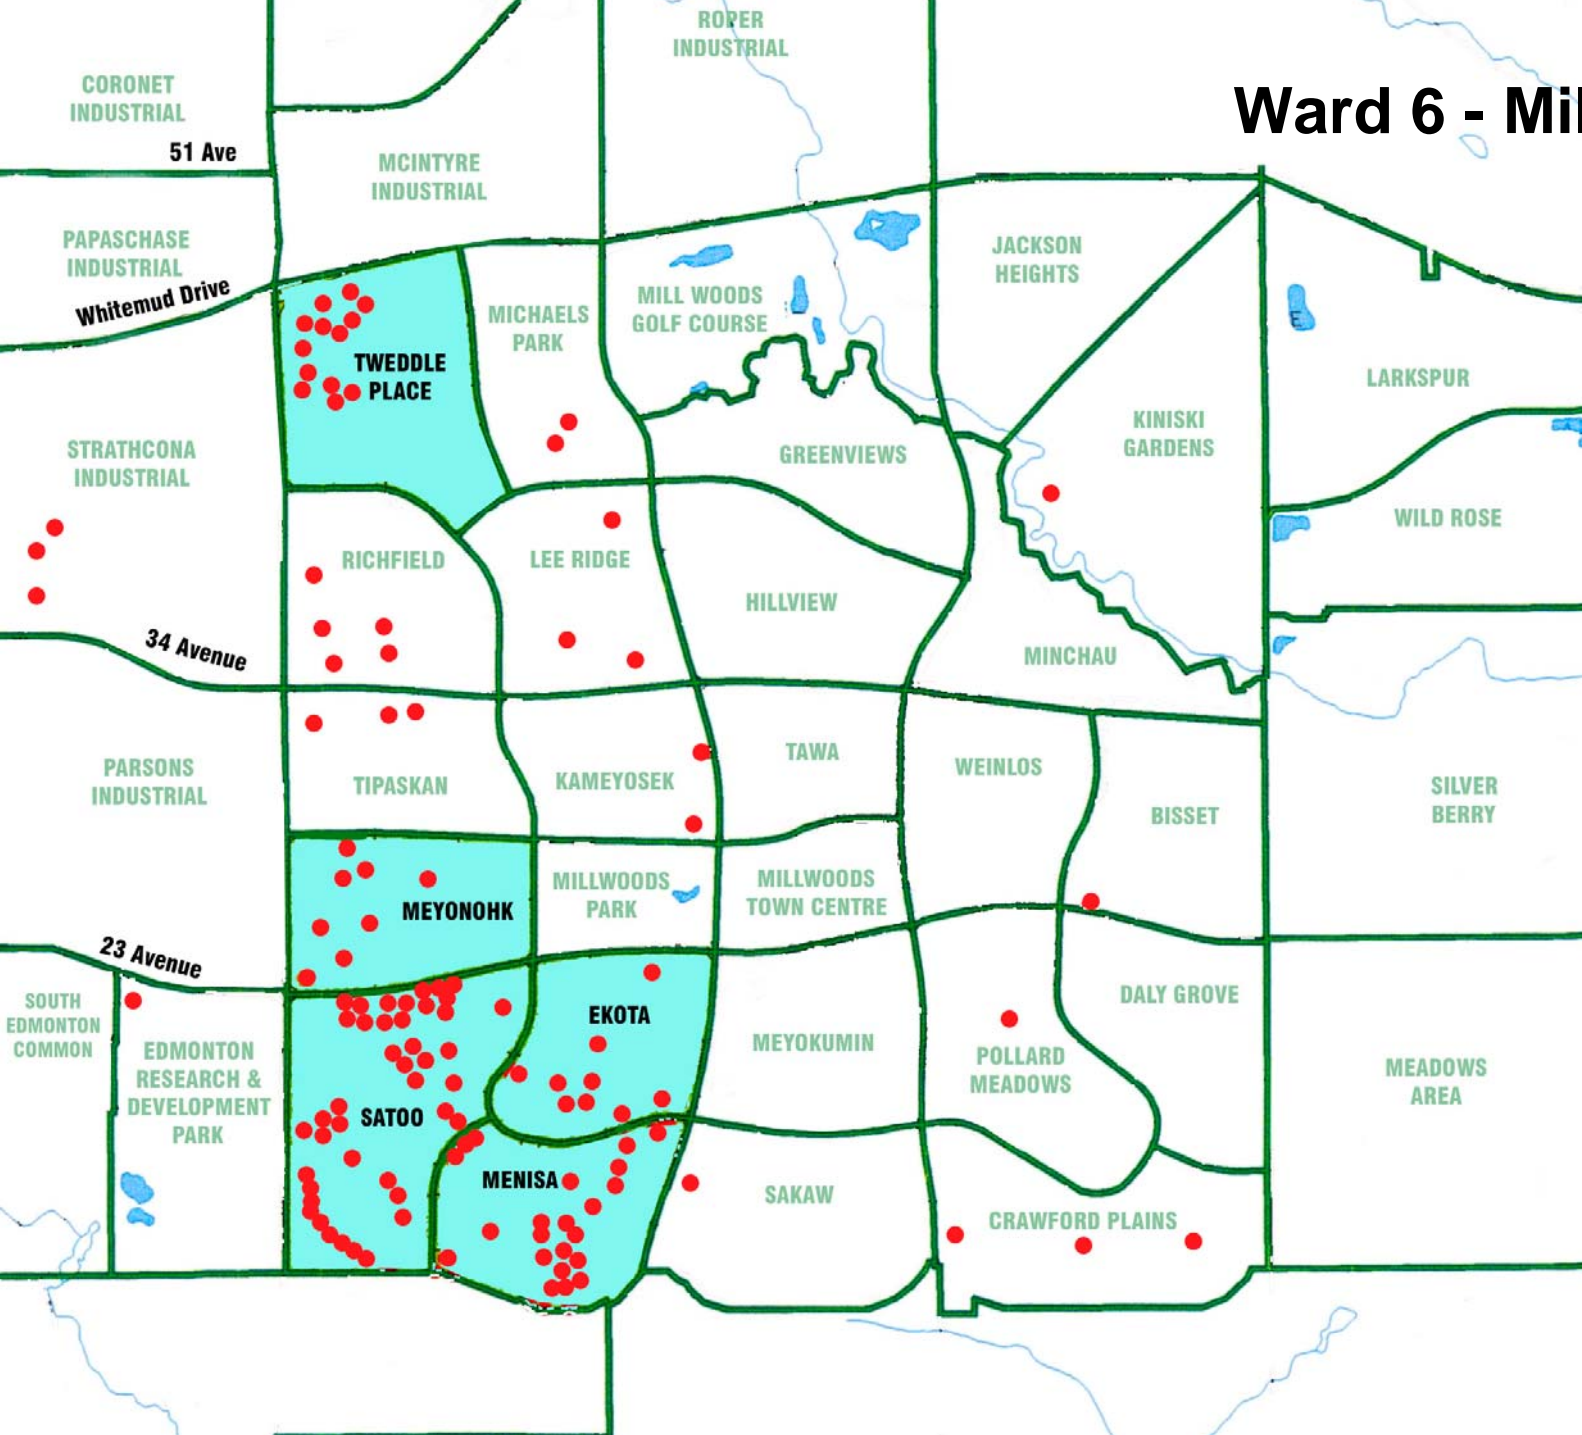 ROPER
INDUSTRIAL
CORONET
INDUSTRIAL
Ward 6 - Mil
51 Ave
MCINTYRE
INDUSTRIAL
PAPASCHASE
INDUSTRIAL
JACKSON
HEIGHTS
Whitemud Drive
MICHAELS
PARK
MILL WOODS
GOLF COURSE
E
TWEDDLE
PLACE
LARKSPUR
KINISKI
GARDENS
STRATHCONA
INDUSTRIAL
GREENVIEWS
WILD ROSE
RICHFIELD
LEE RIDGE
HILLVIEW
34 Avenue
MINCHAU
PARSONS
INDUSTRIAL
TIPASKAN
KAMEYOSEK
TAWA
WEINLOS
BISSET
SILVER
BERRY
MEYONOHK
MILLWOODS
PARK
MILLWOODS
TOWN CENTRE
23 Avenue
SOUTH
EDMONTON
COMMON
EDMONTON
RESEARCH &
DEVELOPMENT
PARK
EKOTA
MEYOKUMIN
POLLARD
MEADOWS
DALY GROVE
MEADOWS
AREA
SATOO
MENISA
SAKAW
CRAWFORD PLAINS